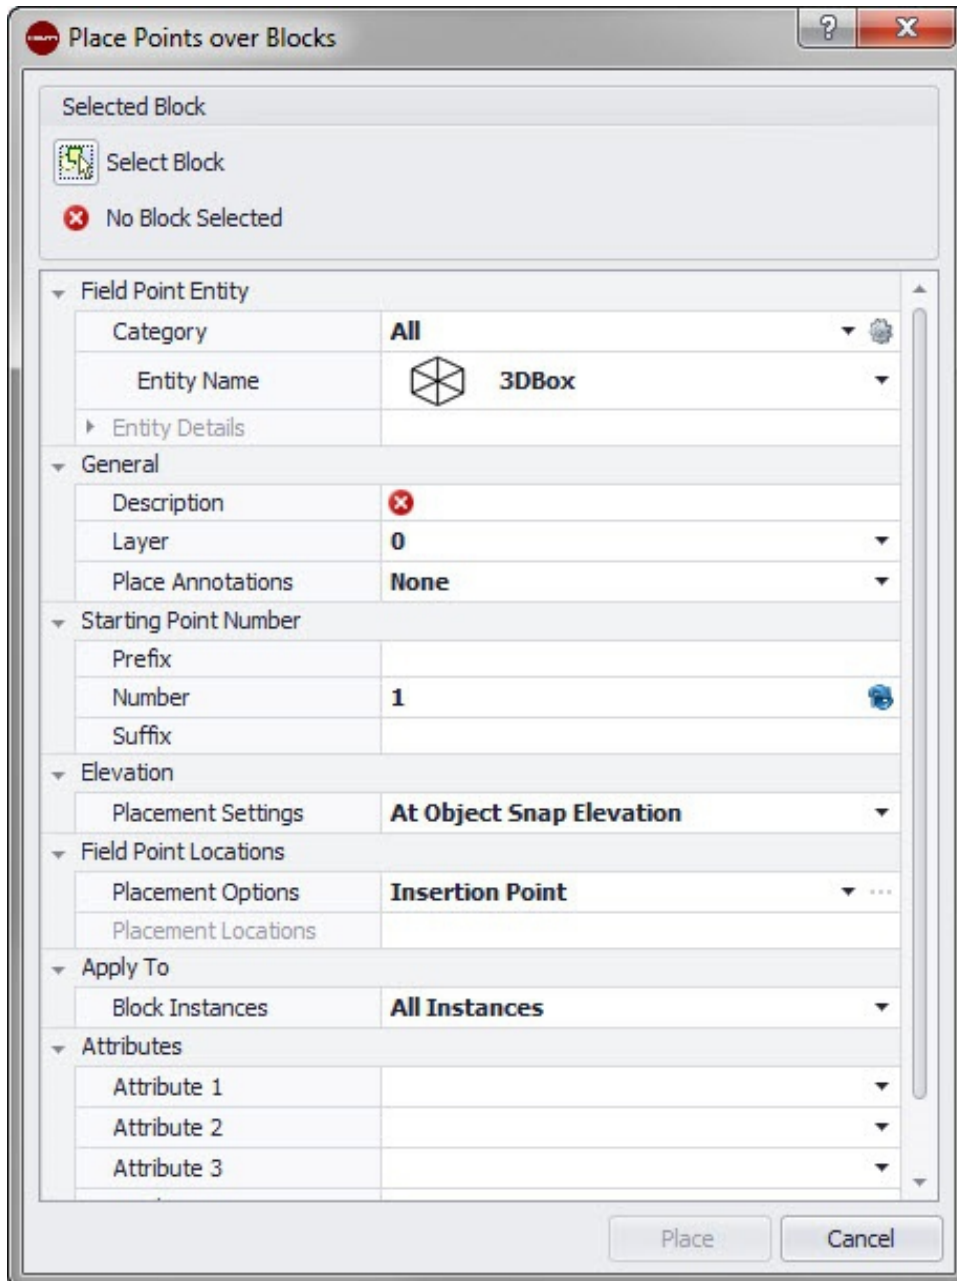 Place Points over Blocks
Selected Block
Select Block
No Block Selected
Field Point Entity
Category All
Entity Name 3DBox
Entity Details
General
Description
Layer 0
Place Annotations None
Starting Point Number
Prefix
Number 1
Suffix
Elevation
Placement Settings At Object Snap Elevation
Field Point Locations
Placement Options Insertion Point
Placement Locations
Apply To
Block Instances All Instances
Attributes
Attribute 1
Attribute 2
Attribute 3
Place Cancel